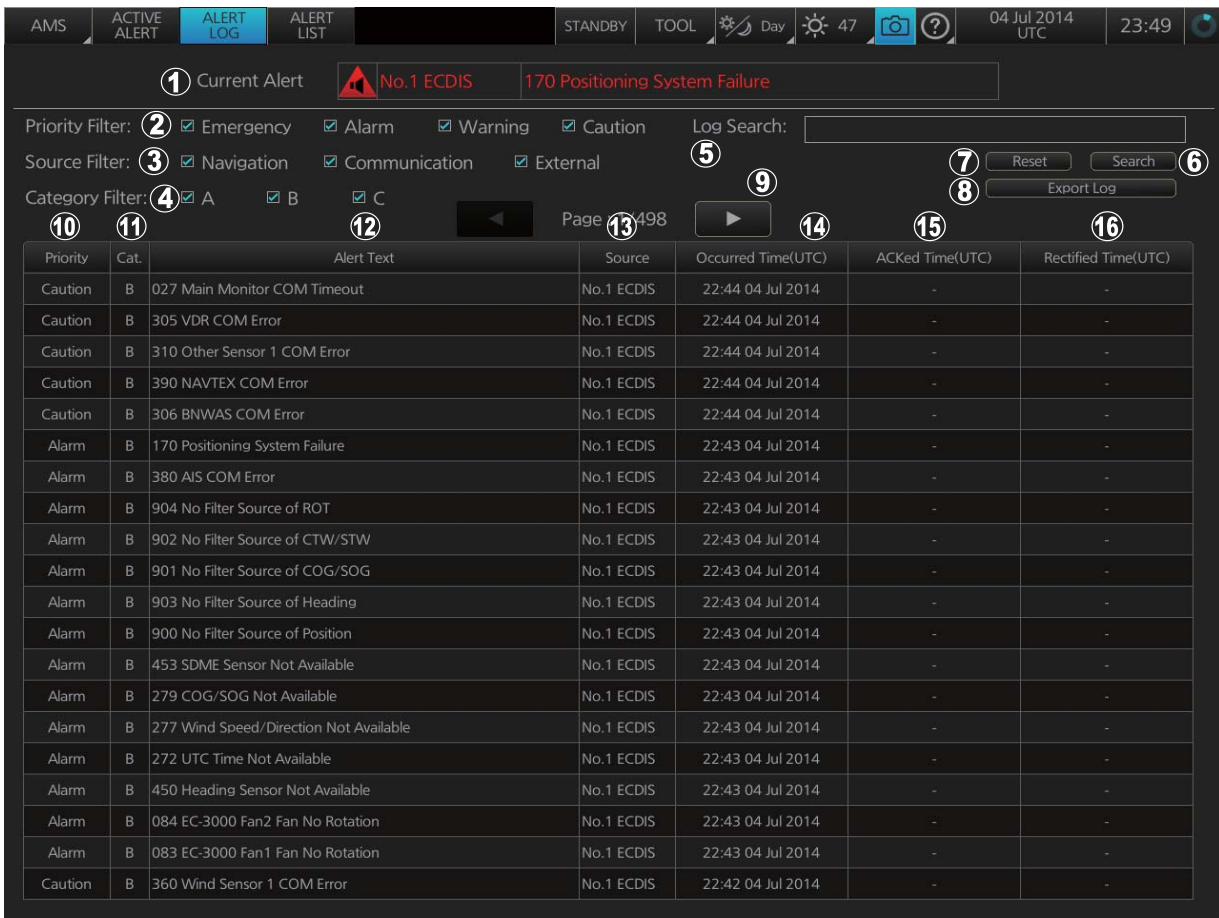 AMS ACTIVE ALERT ALERT LOG ALERT LIST STANDBY TOOL Day 47 ? 04 Jul 2014 UTC 23:49
1 Current Alert No.1 ECDIS 170 Positioning System Failure
Priority Filter: 2 Emergency Alarm Warning Caution Log Search:
Source Filter: 3 Navigation Communication External 5 7 Reset Search 6
Category Filter: 4 A B C 9 8 Export Log
Page : /498
10 11 12 13 14 15 16
Priority Cat. Alert Text Source Occurred Time(UTC) ACKed Time(UTC) Rectified Time(UTC)
Caution B 027 Main Monitor COM Timeout No.1 ECDIS 22:44 04 Jul 2014 - -
Caution B 305 VDR COM Error No.1 ECDIS 22:44 04 Jul 2014 - -
Caution B 310 Other Sensor 1 COM Error No.1 ECDIS 22:44 04 Jul 2014 - -
Caution B 390 NAVTEX COM Error No.1 ECDIS 22:44 04 Jul 2014 - -
Caution B 306 BNWAS COM Error No.1 ECDIS 22:44 04 Jul 2014 - -
Alarm B 170 Positioning System Failure No.1 ECDIS 22:43 04 Jul 2014 - -
Alarm B 380 AIS COM Error No.1 ECDIS 22:43 04 Jul 2014 - -
Alarm B 904 No Filter Source of ROT No.1 ECDIS 22:43 04 Jul 2014 - -
Alarm B 902 No Filter Source of CTW/STW No.1 ECDIS 22:43 04 Jul 2014 - -
Alarm B 901 No Filter Source of COG/SOG No.1 ECDIS 22:43 04 Jul 2014 - -
Alarm B 903 No Filter Source of Heading No.1 ECDIS 22:43 04 Jul 2014 - -
Alarm B 900 No Filter Source of Position No.1 ECDIS 22:43 04 Jul 2014 - -
Alarm B 453 SDME Sensor Not Available No.1 ECDIS 22:43 04 Jul 2014 - -
Alarm B 279 COG/SOG Not Available No.1 ECDIS 22:43 04 Jul 2014 - -
Alarm B 277 Wind Speed/Direction Not Available No.1 ECDIS 22:43 04 Jul 2014 - -
Alarm B 272 UTC Time Not Available No.1 ECDIS 22:43 04 Jul 2014 - -
Alarm B 450 Heading Sensor Not Available No.1 ECDIS 22:43 04 Jul 2014 - -
Alarm B 084 EC-3000 Fan2 Fan No Rotation No.1 ECDIS 22:43 04 Jul 2014 - -
Alarm B 083 EC-3000 Fan1 Fan No Rotation No.1 ECDIS 22:43 04 Jul 2014 - -
Caution B 360 Wind Sensor 1 COM Error No.1 ECDIS 22:42 04 Jul 2014 - -